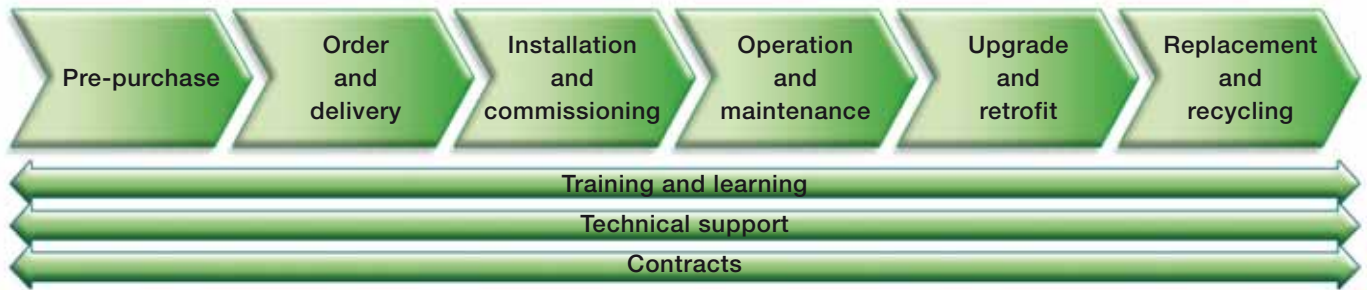 Pre-purchase
Order
and
delivery
Installation
and
commissioning
Operation
and
maintenance
Upgrade
and
retrofit
Replacement
and
recycling
Training and learning
Technical support
Contracts